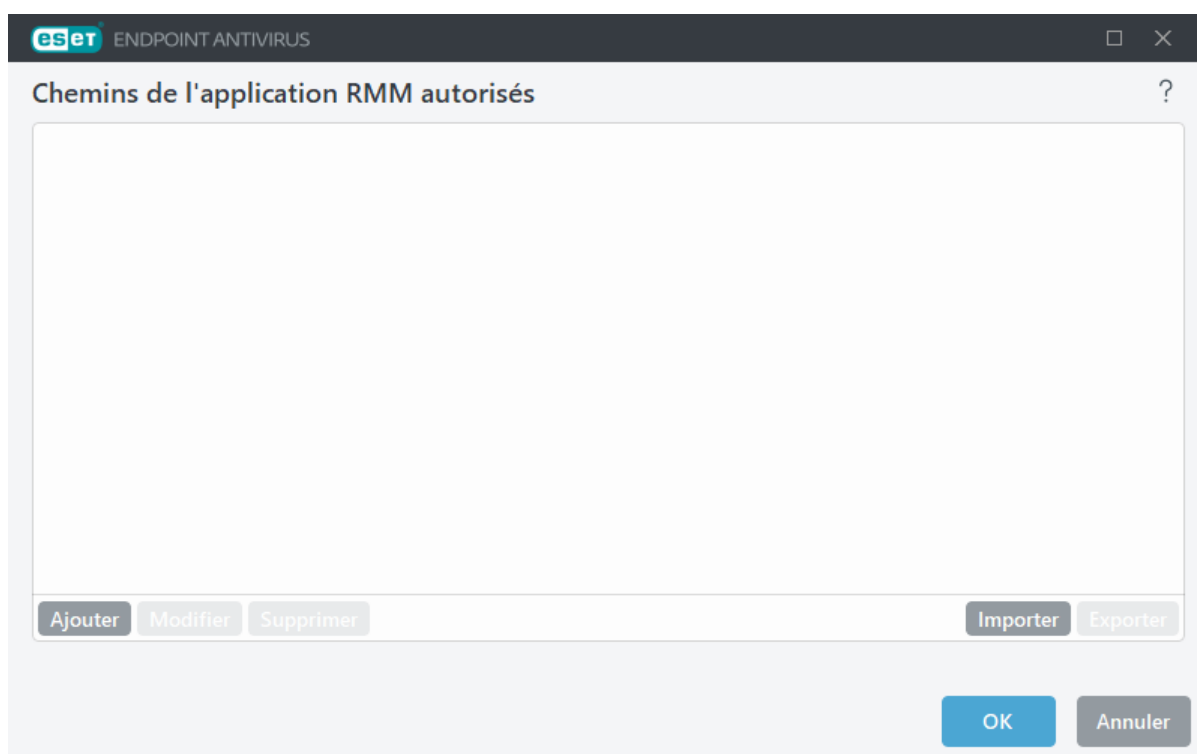 eset ENDPOINT ANTIVIRUS
Chemins de l'application RMM autorisés ?
Ajouter Modifier Supprimer Importer Exporter
OK Annuler